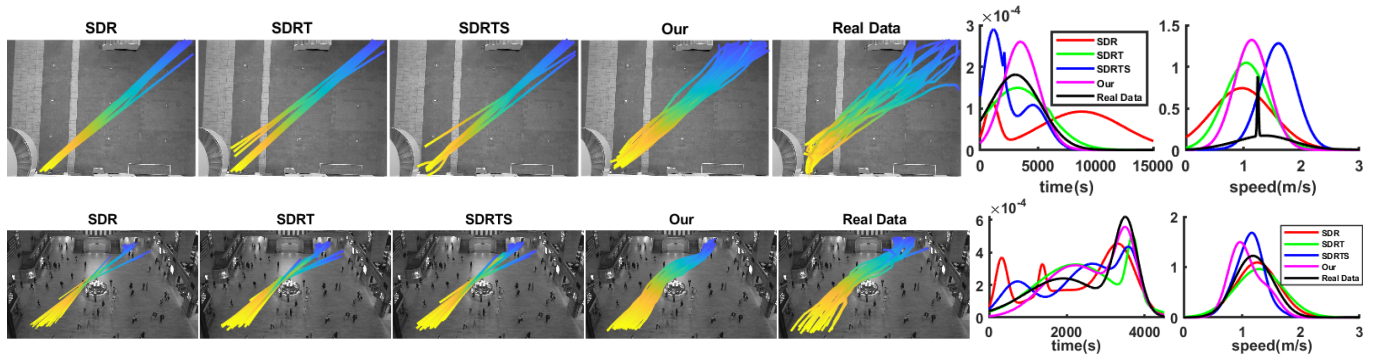 SDR SDRT SDRTS Our Real Data
×10⁻⁴
3
2
1
0
0 5000 10000 15000
time(s)
SDR
SDRT
SDRTS
Our
Real Data
1.5
1
0.5
0
0 1 2 3
speed(m/s)
SDR SDRT SDRTS Our Real Data
×10⁻⁴
6
4
2
0
0 2000 4000
time(s)
2
1
0
0 1 2 3
speed(m/s)
SDR
SDRT
SDRTS
Our
Real Data